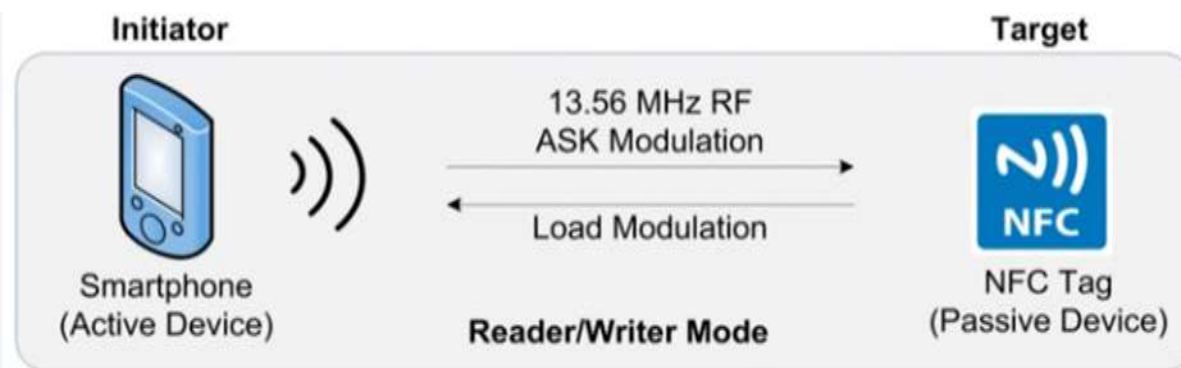 Initiator
Target
13.56 MHz RF
ASK Modulation
Load Modulation
NFC
Smartphone
(Active Device)
NFC Tag
(Passive Device)
Reader/Writer Mode